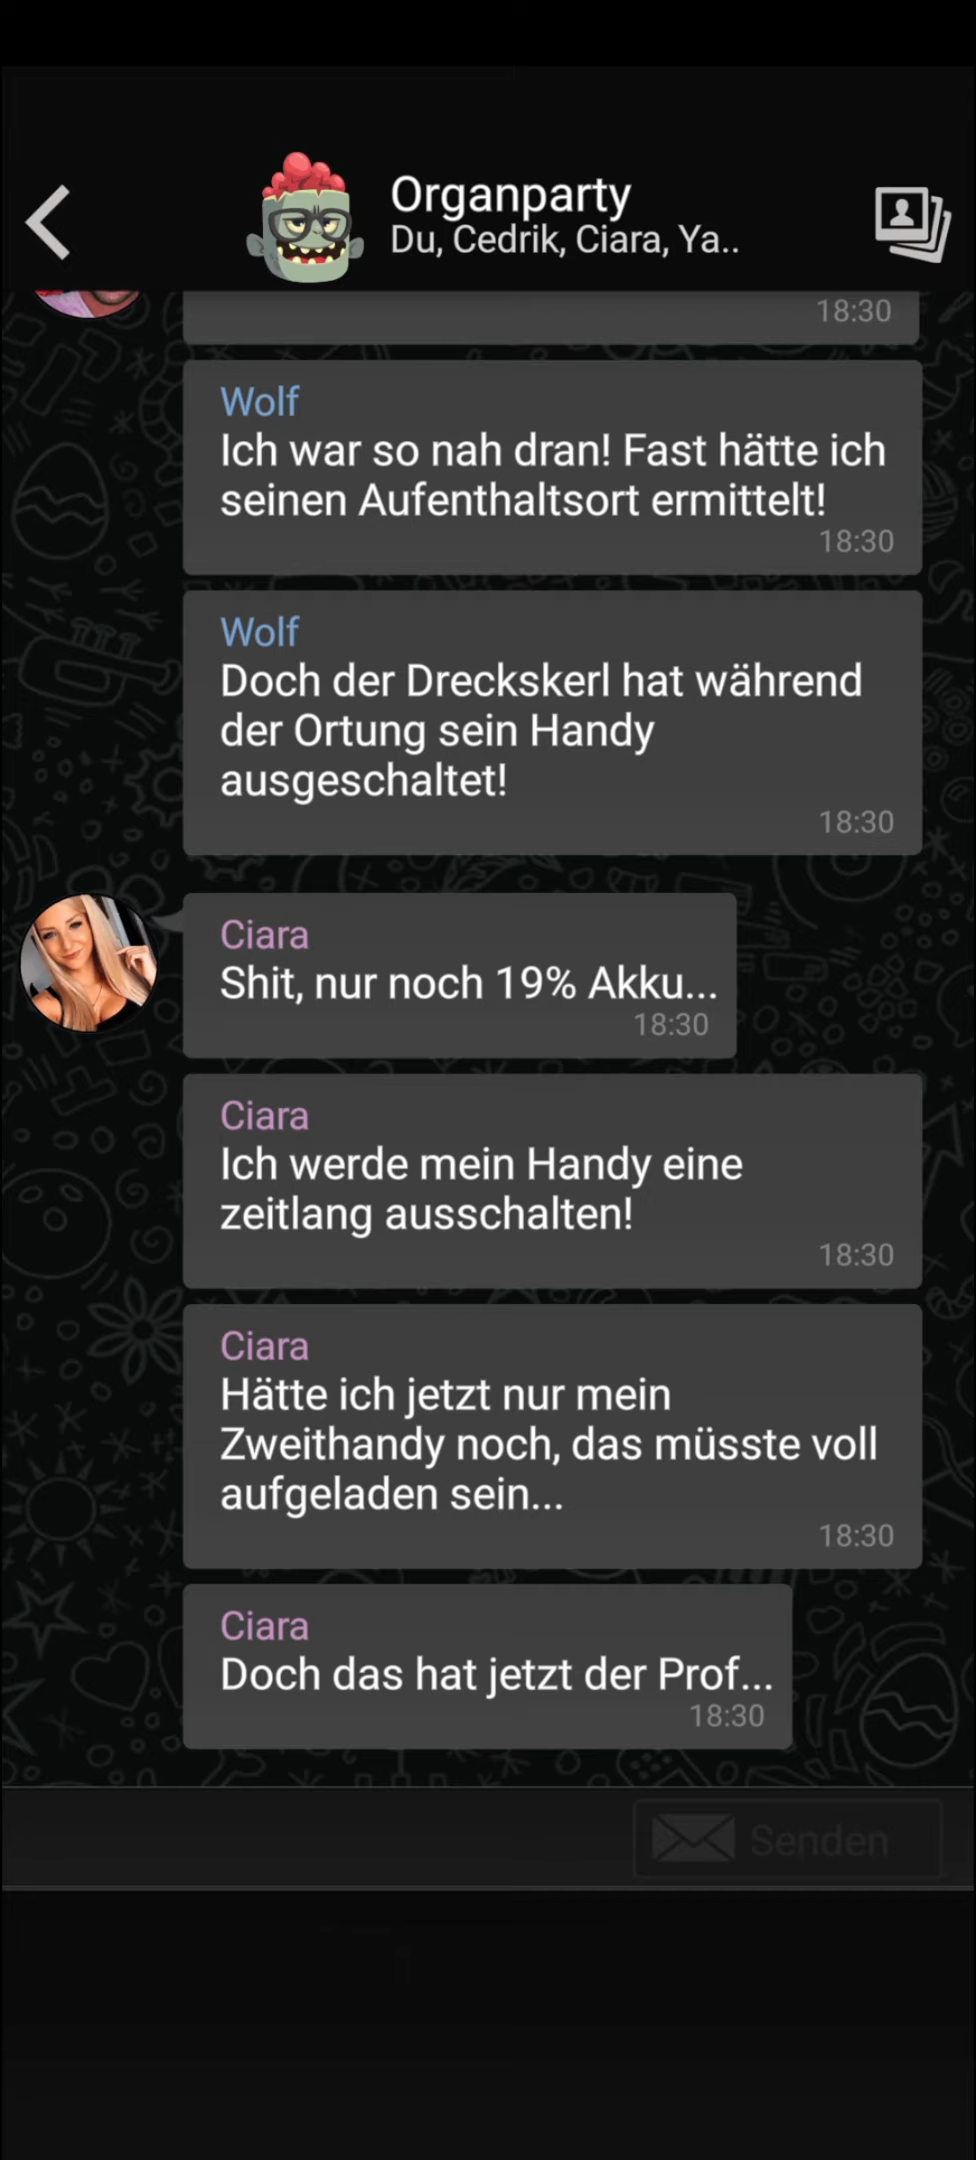 Organparty
Du, Cedrik, Ciara, Ya..
18:30
Wolf
Ich war so nah dran! Fast hätte ich
seinen Aufenthaltsort ermittelt!
18:30
Wolf
Doch der Dreckskerl hat während
der Ortung sein Handy
ausgeschaltet!
18:30
Ciara
Shit, nur noch 19% Akku...
18:30
Ciara
Ich werde mein Handy eine
zeitlang ausschalten!
18:30
Ciara
Hätte ich jetzt nur mein
Zweithandy noch, das müsste voll
aufgeladen sein...
18:30
Ciara
Doch das hat jetzt der Prof...
18:30
Senden